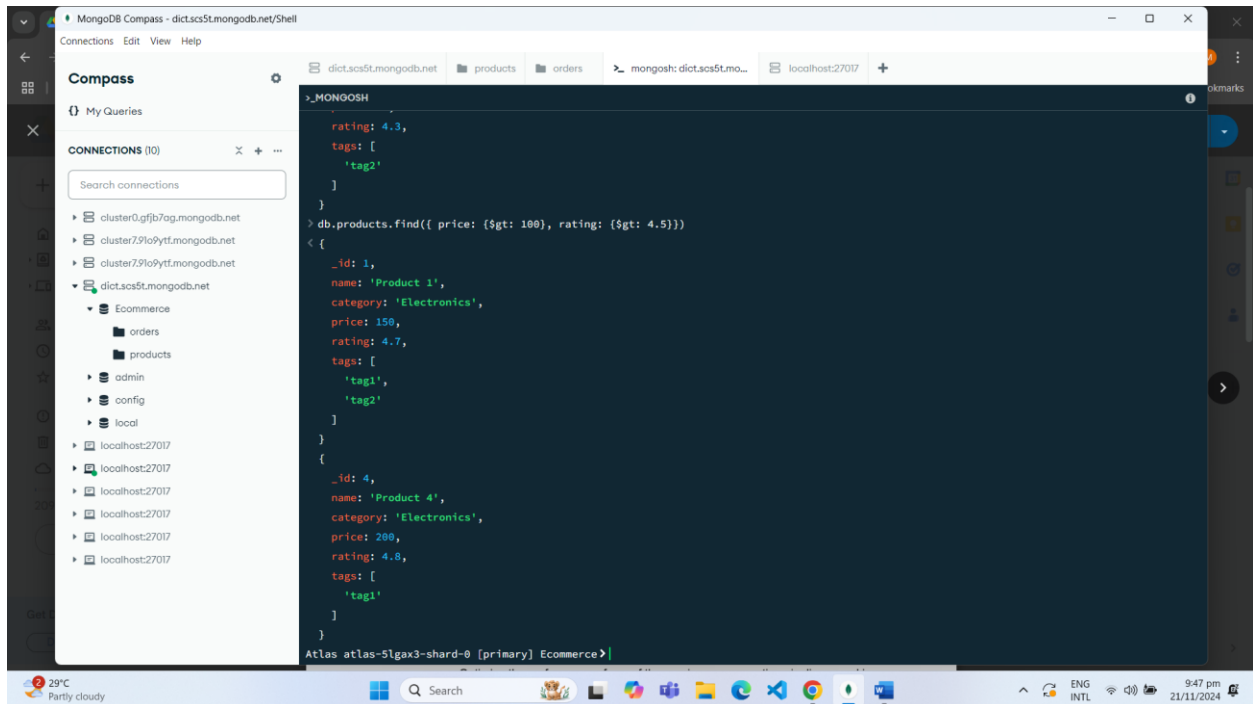 MongoDB Compass - dict.scs5t.mongodb.net/Shell
Connections Edit View Help
Compass
{} My Queries
CONNECTIONS (10)
Search connections
cluster0.gfjb7ag.mongodb.net
cluster7.91o9ytf.mongodb.net
cluster7.91o9ytf.mongodb.net
dict.scs5t.mongodb.net
Ecommerce
orders
products
admin
config
local
localhost:27017
localhost:27017
localhost:27017
localhost:27017
localhost:27017
localhost:27017
dict.scs5t.mongodb.net products orders >_ mongosh: dict.scs5t.mo... localhost:27017 +
>_MONGOSH
rating: 4.3,
tags: [
'tag2'
]
}
> db.products.find({ price: {$gt: 100}, rating: {$gt: 4.5}})
< {
_id: 1,
name: 'Product 1',
category: 'Electronics',
price: 150,
rating: 4.7,
tags: [
'tag1',
'tag2'
]
}
{
_id: 4,
name: 'Product 4',
category: 'Electronics',
price: 200,
rating: 4.8,
tags: [
'tag1'
]
}
Atlas atlas-5lgax3-shard-0 [primary] Ecommerce>
okmarks
2
29°C
Partly cloudy
Search
ENG
INTL
9:47 pm
21/11/2024